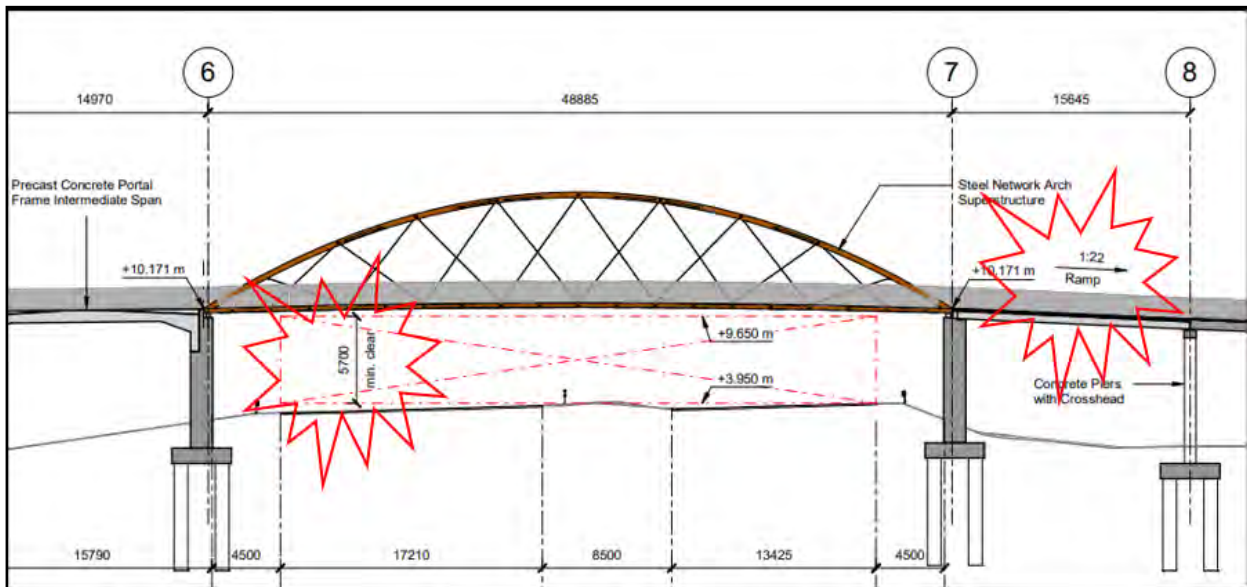 6
7
8
14970
48885
15645
Precast Concrete Portal
Frame Intermediate Span
Steel Network Arch
Superstructure
+10.171 m
+10.171 m
1:22
Ramp
5700
min. clear
+9.650 m
+3.950 m
Concrete Piers
with Crosshead
15790
4500
17210
8500
13425
4500